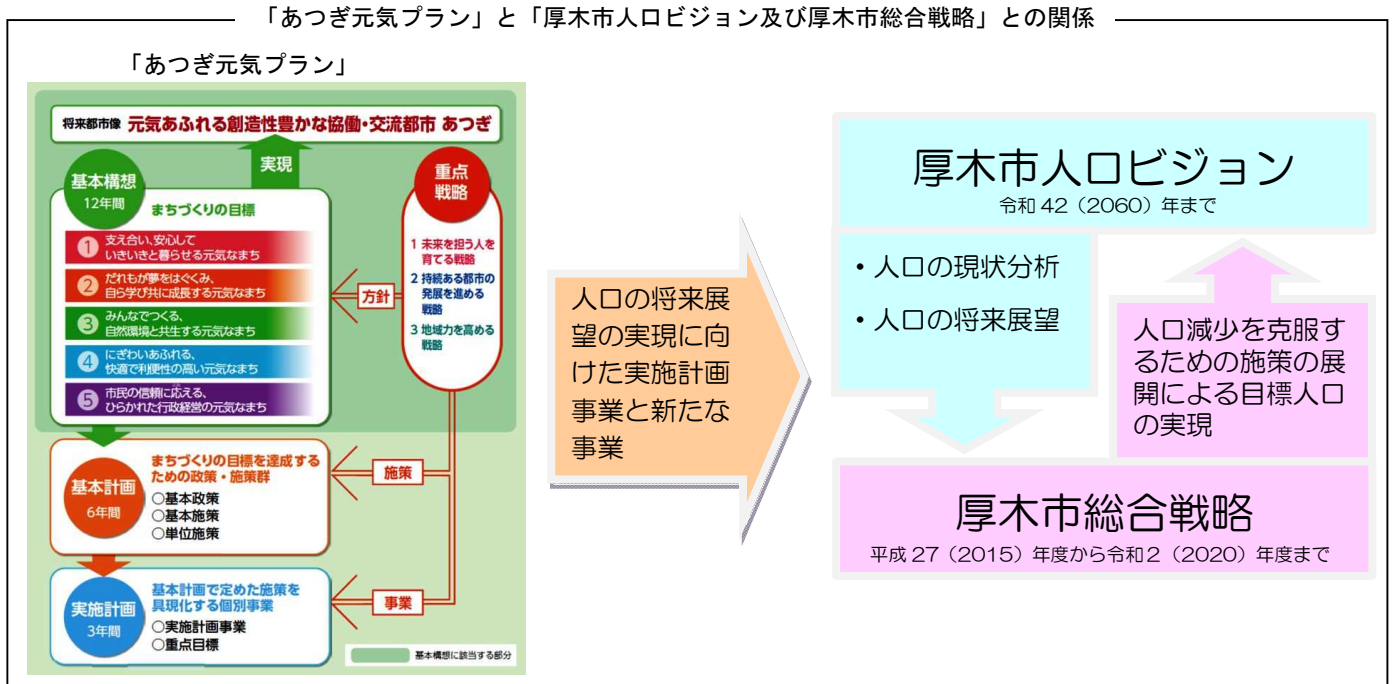 「あつぎ元気プラン」と「厚木市人口ビジョン及び厚木市総合戦略」との関係
「あつぎ元気プラン」
将来都市像 元気あふれる創造性豊かな協働・交流都市 あつぎ
実現
基本構想
12年間
まちづくりの目標
1 支え合い、安心して
いきいきと暮らせる元気なまち
2 だれもが夢をはぐくみ、
自ら学び共に成長する元気なまち
3 みんなでつくる、
自然環境と共生する元気なまち
4 にぎわいあふれる、
快適で利便性の高い元気なまち
5 市民の信頼に応える、
ひらかれた行政経営の元気なまち
重点
戦略
1 未来を担う人を
育てる戦略
2 持続ある都市の
発展を進める
戦略
3 地域力を高める
戦略
方針
基本計画
6年間
まちづくりの目標を達成する
ための政策・施策群
○基本政策
○基本施策
○単位施策
施策
実施計画
3年間
基本計画で定めた施策を
具現化する個別事業
○実施計画事業
○重点目標
事業
基本構想に該当する部分
人口の将来展
望の実現に向
けた実施計画
事業と新たな
事業
厚木市人口ビジョン
令和 42（2060）年まで
・人口の現状分析
・人口の将来展望
人口減少を克服す
るための施策の展
開による目標人口
の実現
厚木市総合戦略
平成 27（2015）年度から令和2（2020）年度まで